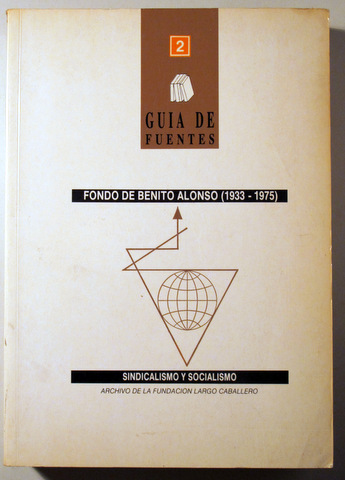 2
GUIA DE
FUENTES
FONDO DE BENITO ALONSO (1933 - 1975)
SINDICALISMO Y SOCIALISMO
ARCHIVO DE LA FUNDACION LARGO CABALLERO